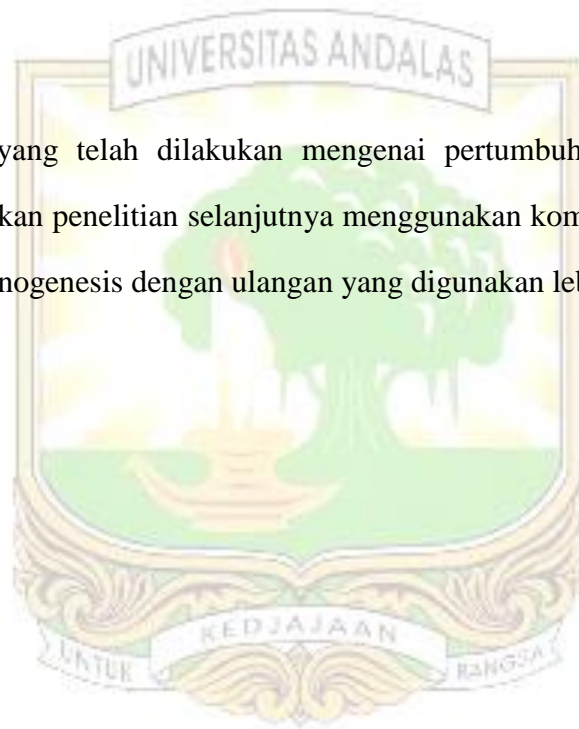 UNIVERSITAS ANDALAS
yang telah dilakukan mengenai pertumbuh
kan penelitian selanjutnya menggunakan kom
nogenesis dengan ulangan yang digunakan leb
KEDJAJAAN
UNTUK BANGSA